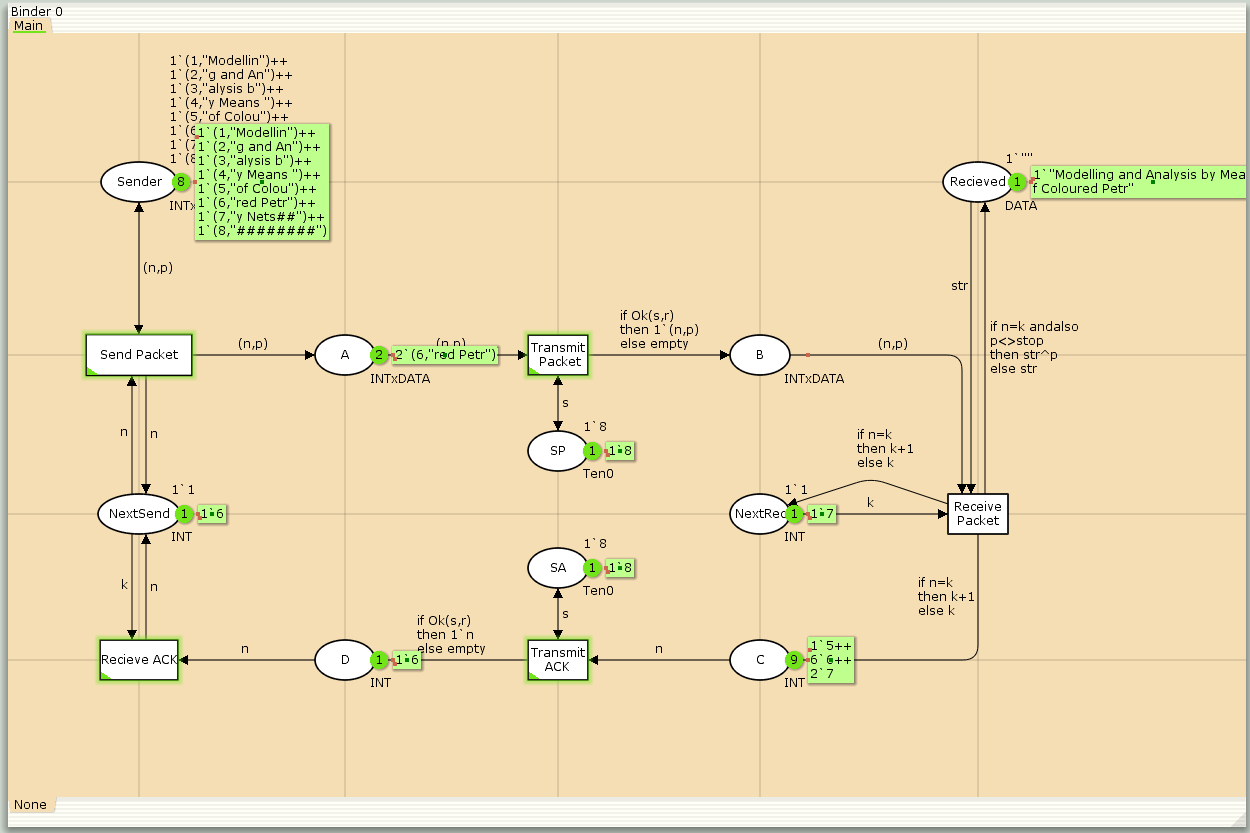 Binder 0
Main
1`(1,"Modellin")++
1`(2,"g and An")++
1`(3,"alysis b")++
1`(4,"y Means ")++
1`(5,"of Colou")++
1`(6
1`(7
1`(8
1`(1,"Modellin")++
1`(2,"g and An")++
1`(3,"alysis b")++
1`(4,"y Means ")++
1`(5,"of Colou")++
1`(6,"red Petr")++
1`(7,"y Nets##")++
1`(8,"########")
Sender
8
INTx
1`""
Recieved
1
1`"Modelling and Analysis by Mea
f Coloured Petr"
DATA
(n,p)
str
if n=k andalso
p<>stop
then str^p
else str
if Ok(s,r)
then 1`(n,p)
else empty
Send Packet
(n,p)
A
2
(n,p)
2`(6,"red Petr")
INTxDATA
Transmit
Packet
B
INTxDATA
(n,p)
s
n
n
1`8
SP
1
1`8
Ten0
if n=k
then k+1
else k
1`1
NextSend
1
1`6
INT
1`1
NextRec
1
1`7
INT
k
Receive
Packet
1`8
SA
1
1`8
Ten0
k
n
s
if n=k
then k+1
else k
if Ok(s,r)
then 1`n
else empty
Recieve ACK
n
D
1
1`6
INT
Transmit
ACK
n
C
9
1`5++
6`6++
2`7
INT
None